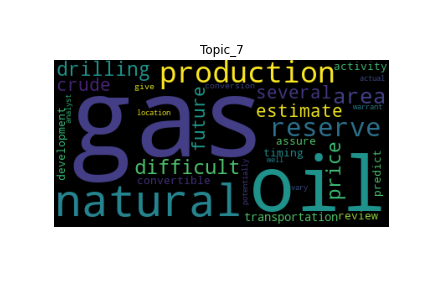 Topic_7
drilling production activity
crude give conversion several area actual
gas future estimate warrant
development analyst location reserve
assure
difficult timing price predict
convertible potentially well vary
natural oil
transportation review